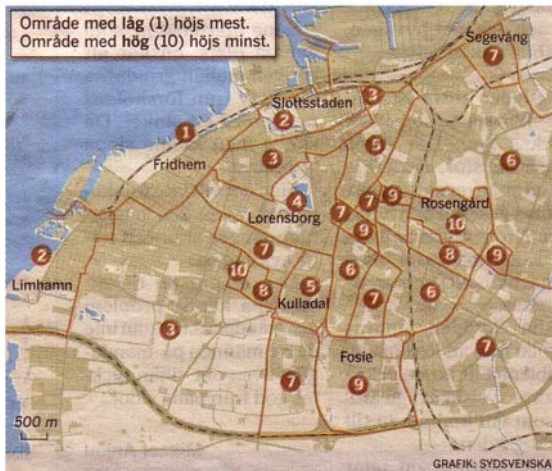 Område med låg (1) höjs mest.
Område med hög (10) höjs minst.
Segevång
7
3
Slottsstaden
2
1
5
3
6
Fridhem
4
9
7
7
Rosengård
Lorensborg
10
9
7
2
8
9
10
6
5
8
6
7
Limhamn
Kulladal
3
7
Fosie
7
9
500 m
GRAFIK: SYDSVENSKA